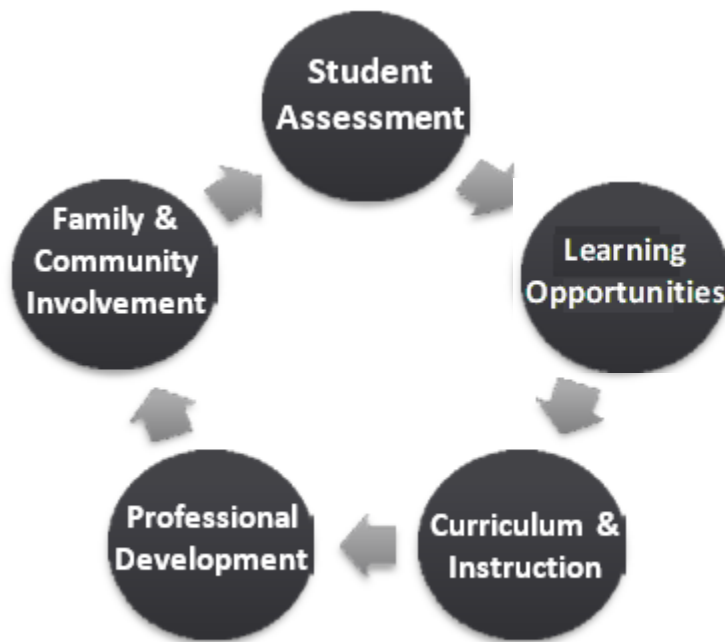 Student
Assessment
Learning
Opportunities
Curriculum &
Instruction
Professional
Development
Family &
Community
Involvement